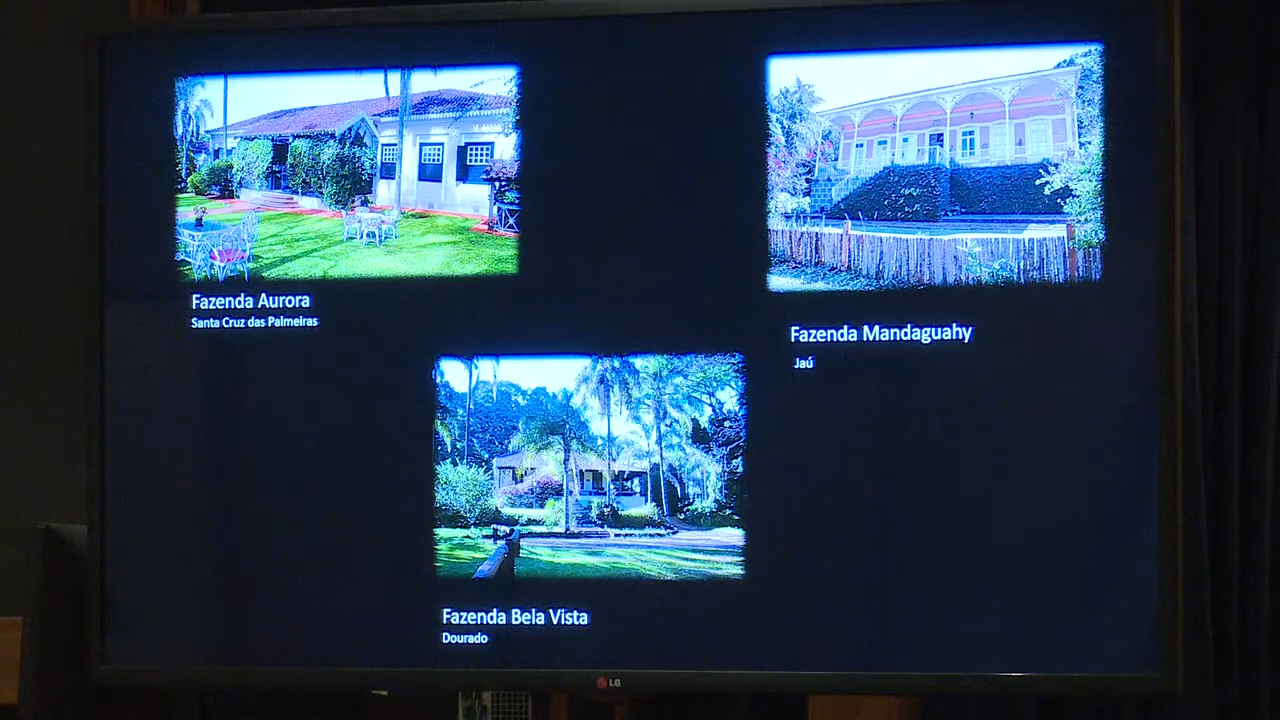 Fazenda Aurora
Santa Cruz das Palmeiras
Fazenda Mandaguahy
Jaú
Fazenda Bela Vista
Dourado
LG